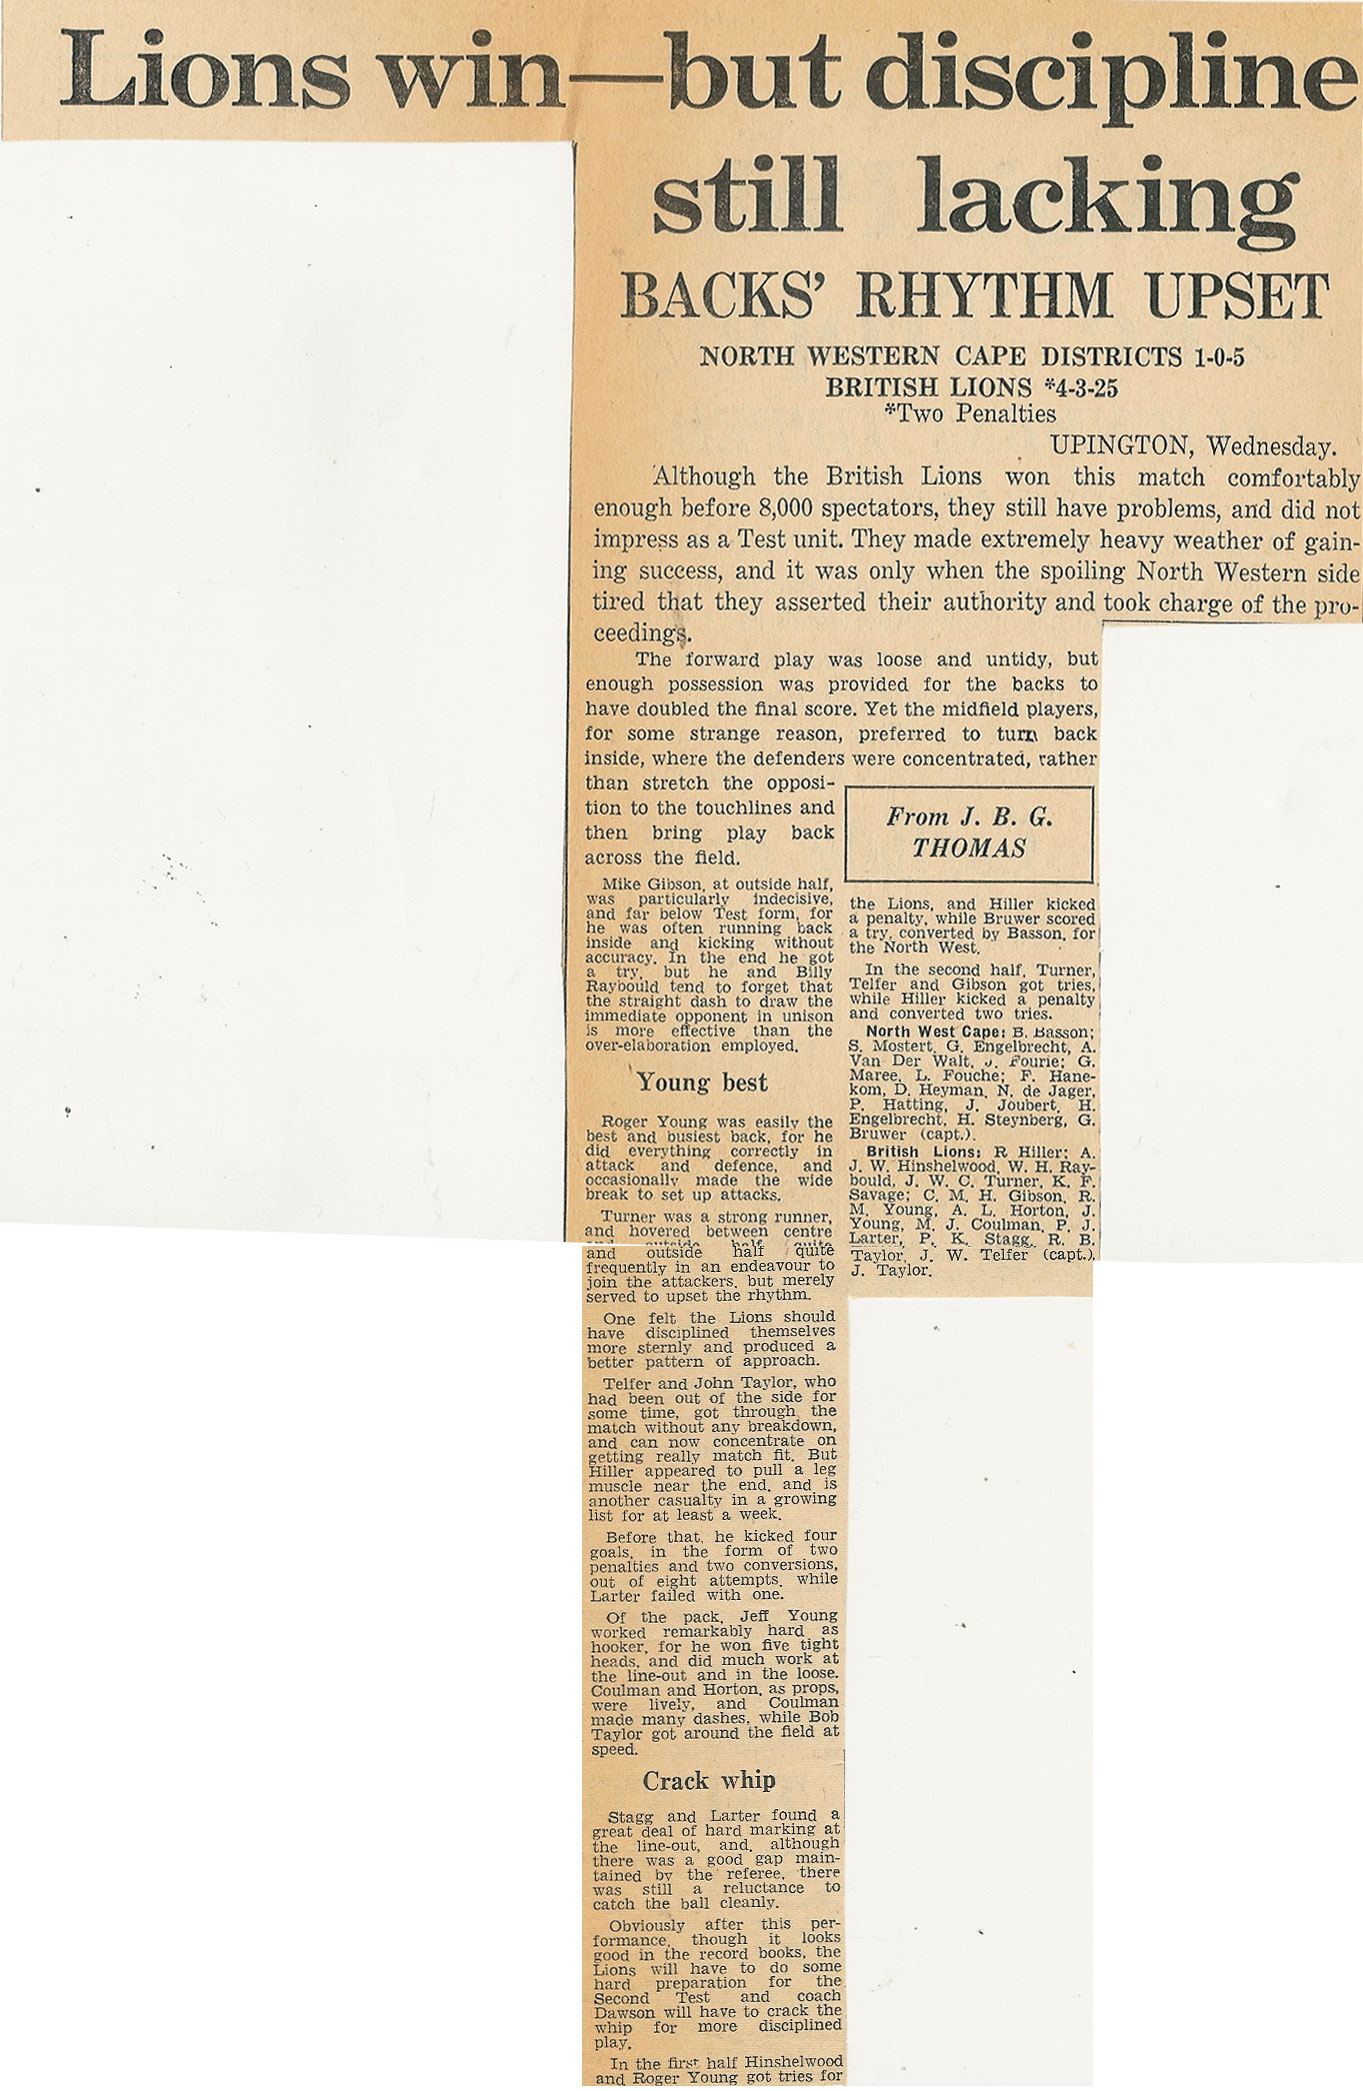 Lions win—but discipline
still lacking
BACKS' RHYTHM UPSET
NORTH WESTERN CAPE DISTRICTS 1-0-5
BRITISH LIONS *4-3-25
*Two Penalties
UPINGTON, Wednesday.
Although the British Lions won this match comfortably
enough before 8,000 spectators, they still have problems, and did not
impress as a Test unit. They made extremely heavy weather of gain-
ing success, and it was only when the spoiling North Western side
tired that they asserted their authority and took charge of the pro-
ceedings.
The forward play was loose and untidy, but
enough possession was provided for the backs to
have doubled the final score. Yet the midfield players,
for some strange reason, preferred to turn back
inside, where the defenders were concentrated, rather
than stretch the opposi-
tion to the touchlines and
then bring play back
across the field.
Mike Gibson, at outside half,
was particularly indecisive,
and far below Test form, for
he was often running back
inside and kicking without
accuracy. In the end he got
a try, but he and Billy
Raybould tend to forget that
the straight dash to draw the
immediate opponent in unison
is more effective than the
over-elaboration employed.
Young best
Roger Young was easily the
best and busiest back, for he
did everything correctly in
attack and defence, and
occasionally made the wide
break to set up attacks.
Turner was a strong runner,
and hovered between centre
and outside half quite
and outside half quite
frequently in an endeavour to
join the attackers, but merely
served to upset the rhythm.
One felt the Lions should
have disciplined themselves
more sternly and produced a
better pattern of approach.
Telfer and John Taylor, who
had been out of the side for
some time, got through the
match without any breakdown,
and can now concentrate on
getting really match fit. But
Hiller appeared to pull a leg
muscle near the end, and is
another casualty in a growing
list for at least a week.
Before that, he kicked four
goals, in the form of two
penalties and two conversions,
out of eight attempts, while
Larter failed with one.
Of the pack, Jeff Young
worked remarkably hard as
hooker, for he won five tight
heads, and did much work at
the line-out and in the loose.
Coulman and Horton, as props,
were lively, and Coulman
made many dashes, while Bob
Taylor got around the field at
speed.
Crack whip
Stagg and Larter found a
great deal of hard marking at
the line-out, and, although
there was a good gap main-
tained by the referee, there
was still a reluctance to
catch the ball cleanly.
Obviously after this per-
formance, though it looks
good in the record books, the
Lions will have to do some
hard preparation for the
Second Test and coach
Dawson will have to crack the
whip for more disciplined
play.
In the first half Hinshelwood
and Roger Young got tries for
From J. B. G.
THOMAS
the Lions, and Hiller kicked
a penalty, while Bruwer scored
a try, converted by Basson, for
the North West.
In the second half, Turner,
Telfer and Gibson got tries,
while Hiller kicked a penalty
and converted two tries.
North West Cape: B. Basson;
S. Mostert, G. Engelbrecht, A.
Van Der Walt, J. Fourie; G.
Maree, L. Fouche; F. Hane-
kom, D. Heyman, N. de Jager,
P. Hatting, J. Joubert, H.
Engelbrecht, H. Steynberg, G.
Bruwer (capt.).
British Lions: R Hiller; A.
J. W. Hinshelwood, W. H. Ray-
bould, J. W. C. Turner, K. F.
Savage; C. M. H. Gibson, R.
M. Young, A. L. Horton, J.
Young, M. J. Coulman, P. J.
Larter, P. K. Stagg, R. B.
Taylor, J. W. Telfer (capt.),
J. Taylor.